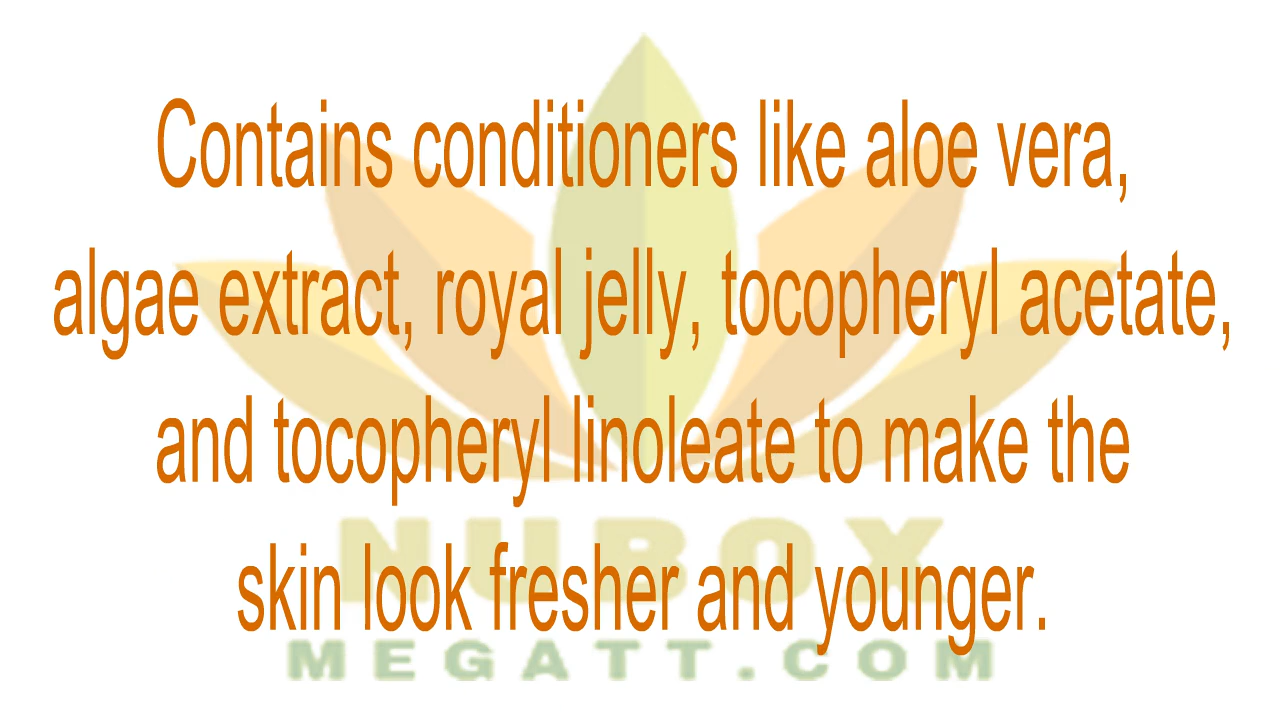 Contains conditioners like aloe vera,
algae extract, royal jelly, tocopheryl acetate,
and tocopheryl linoleate to make the
skin look fresher and younger.
NUBOX
MEGATT.COM